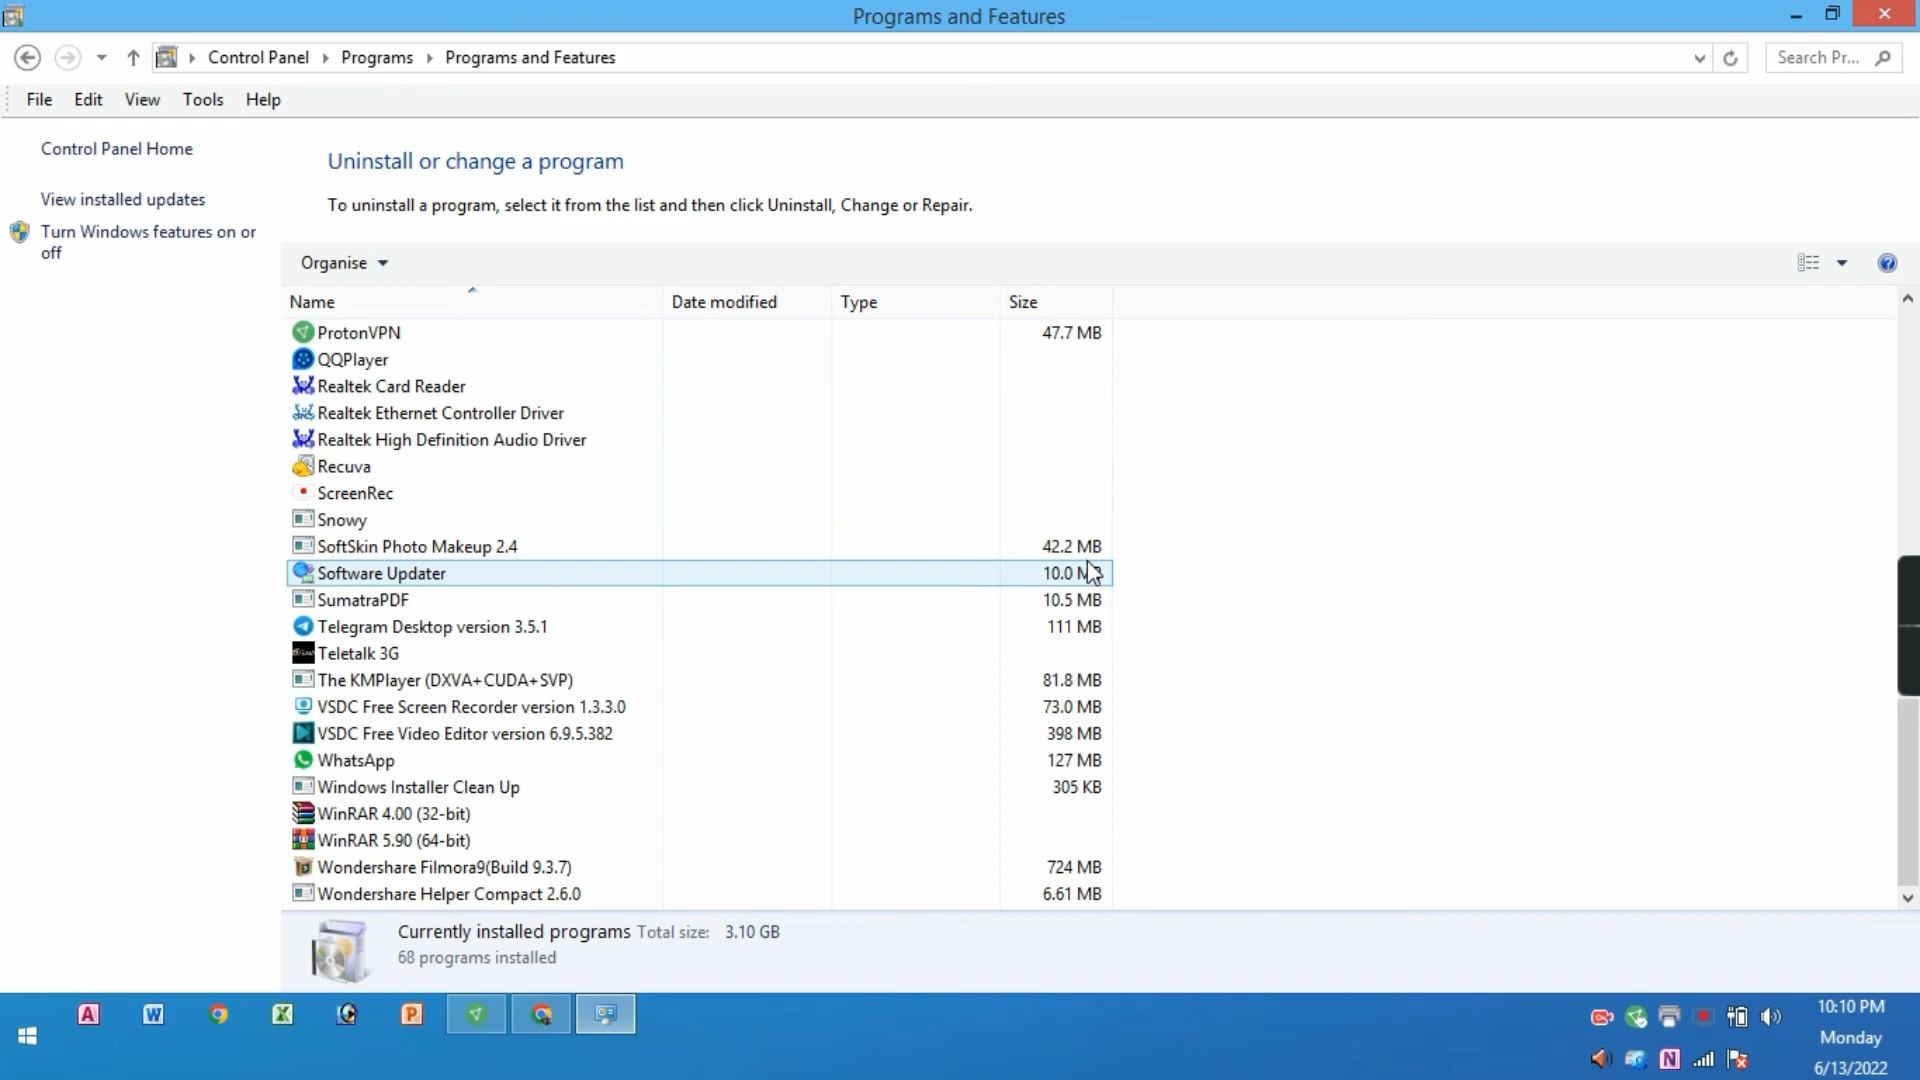 Programs and Features
Control Panel Programs Programs and Features
Search Pr...
File Edit View Tools Help
Control Panel Home
View installed updates
Turn Windows features on or
off
Uninstall or change a program
To uninstall a program, select it from the list and then click Uninstall, Change or Repair.
Organise
Name Date modified Type Size
ProtonVPN 47.7 MB
QQPlayer
Realtek Card Reader
Realtek Ethernet Controller Driver
Realtek High Definition Audio Driver
Recuva
ScreenRec
Snowy
SoftSkin Photo Makeup 2.4 42.2 MB
Software Updater 10.0 MB
SumatraPDF 10.5 MB
Telegram Desktop version 3.5.1 111 MB
Teletalk 3G
The KMPlayer (DXVA+CUDA+SVP) 81.8 MB
VSDC Free Screen Recorder version 1.3.3.0 73.0 MB
VSDC Free Video Editor version 6.9.5.382 398 MB
WhatsApp 127 MB
Windows Installer Clean Up 305 KB
WinRAR 4.00 (32-bit)
WinRAR 5.90 (64-bit)
Wondershare Filmora9(Build 9.3.7) 724 MB
Wondershare Helper Compact 2.6.0 6.61 MB
Currently installed programs Total size: 3.10 GB
68 programs installed
10:10 PM
Monday
6/13/2022